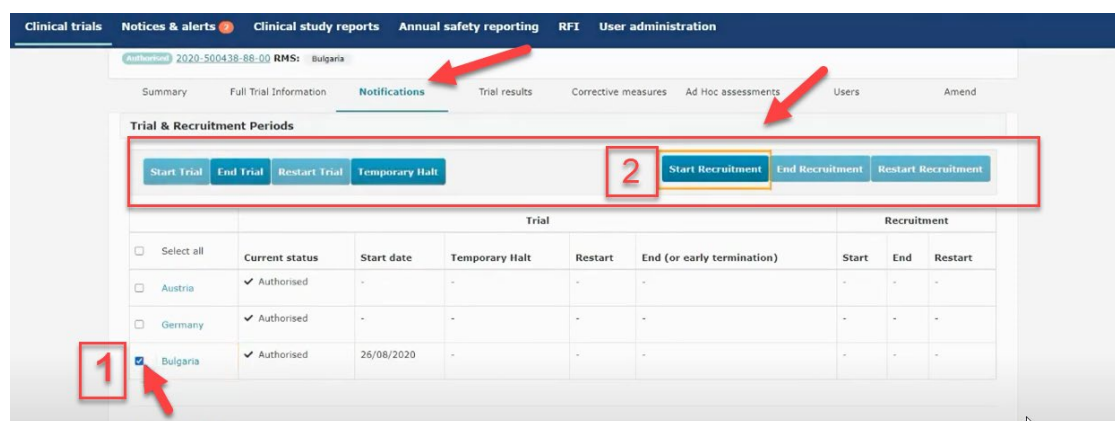 Clinical trials Notices & alerts Clinical study reports Annual safety reporting RFI User administration
Authorised 2020-500438-88-00 RMS: Bulgaria
Summary Full Trial Information Notifications Trial results Corrective measures Ad Hoc assessments Users Amend
Trial & Recruitment Periods
Start Trial End Trial Restart Trial Temporary Halt 2 Start Recruitment End Recruitment Restart Recruitment
Trial Recruitment
Select all Current status Start date Temporary Halt Restart End (or early termination) Start End Restart
Austria ✔ Authorised - - - - - - -
Germany ✔ Authorised - - - - - - -
1 Bulgaria ✔ Authorised 26/08/2020 - - - - - -